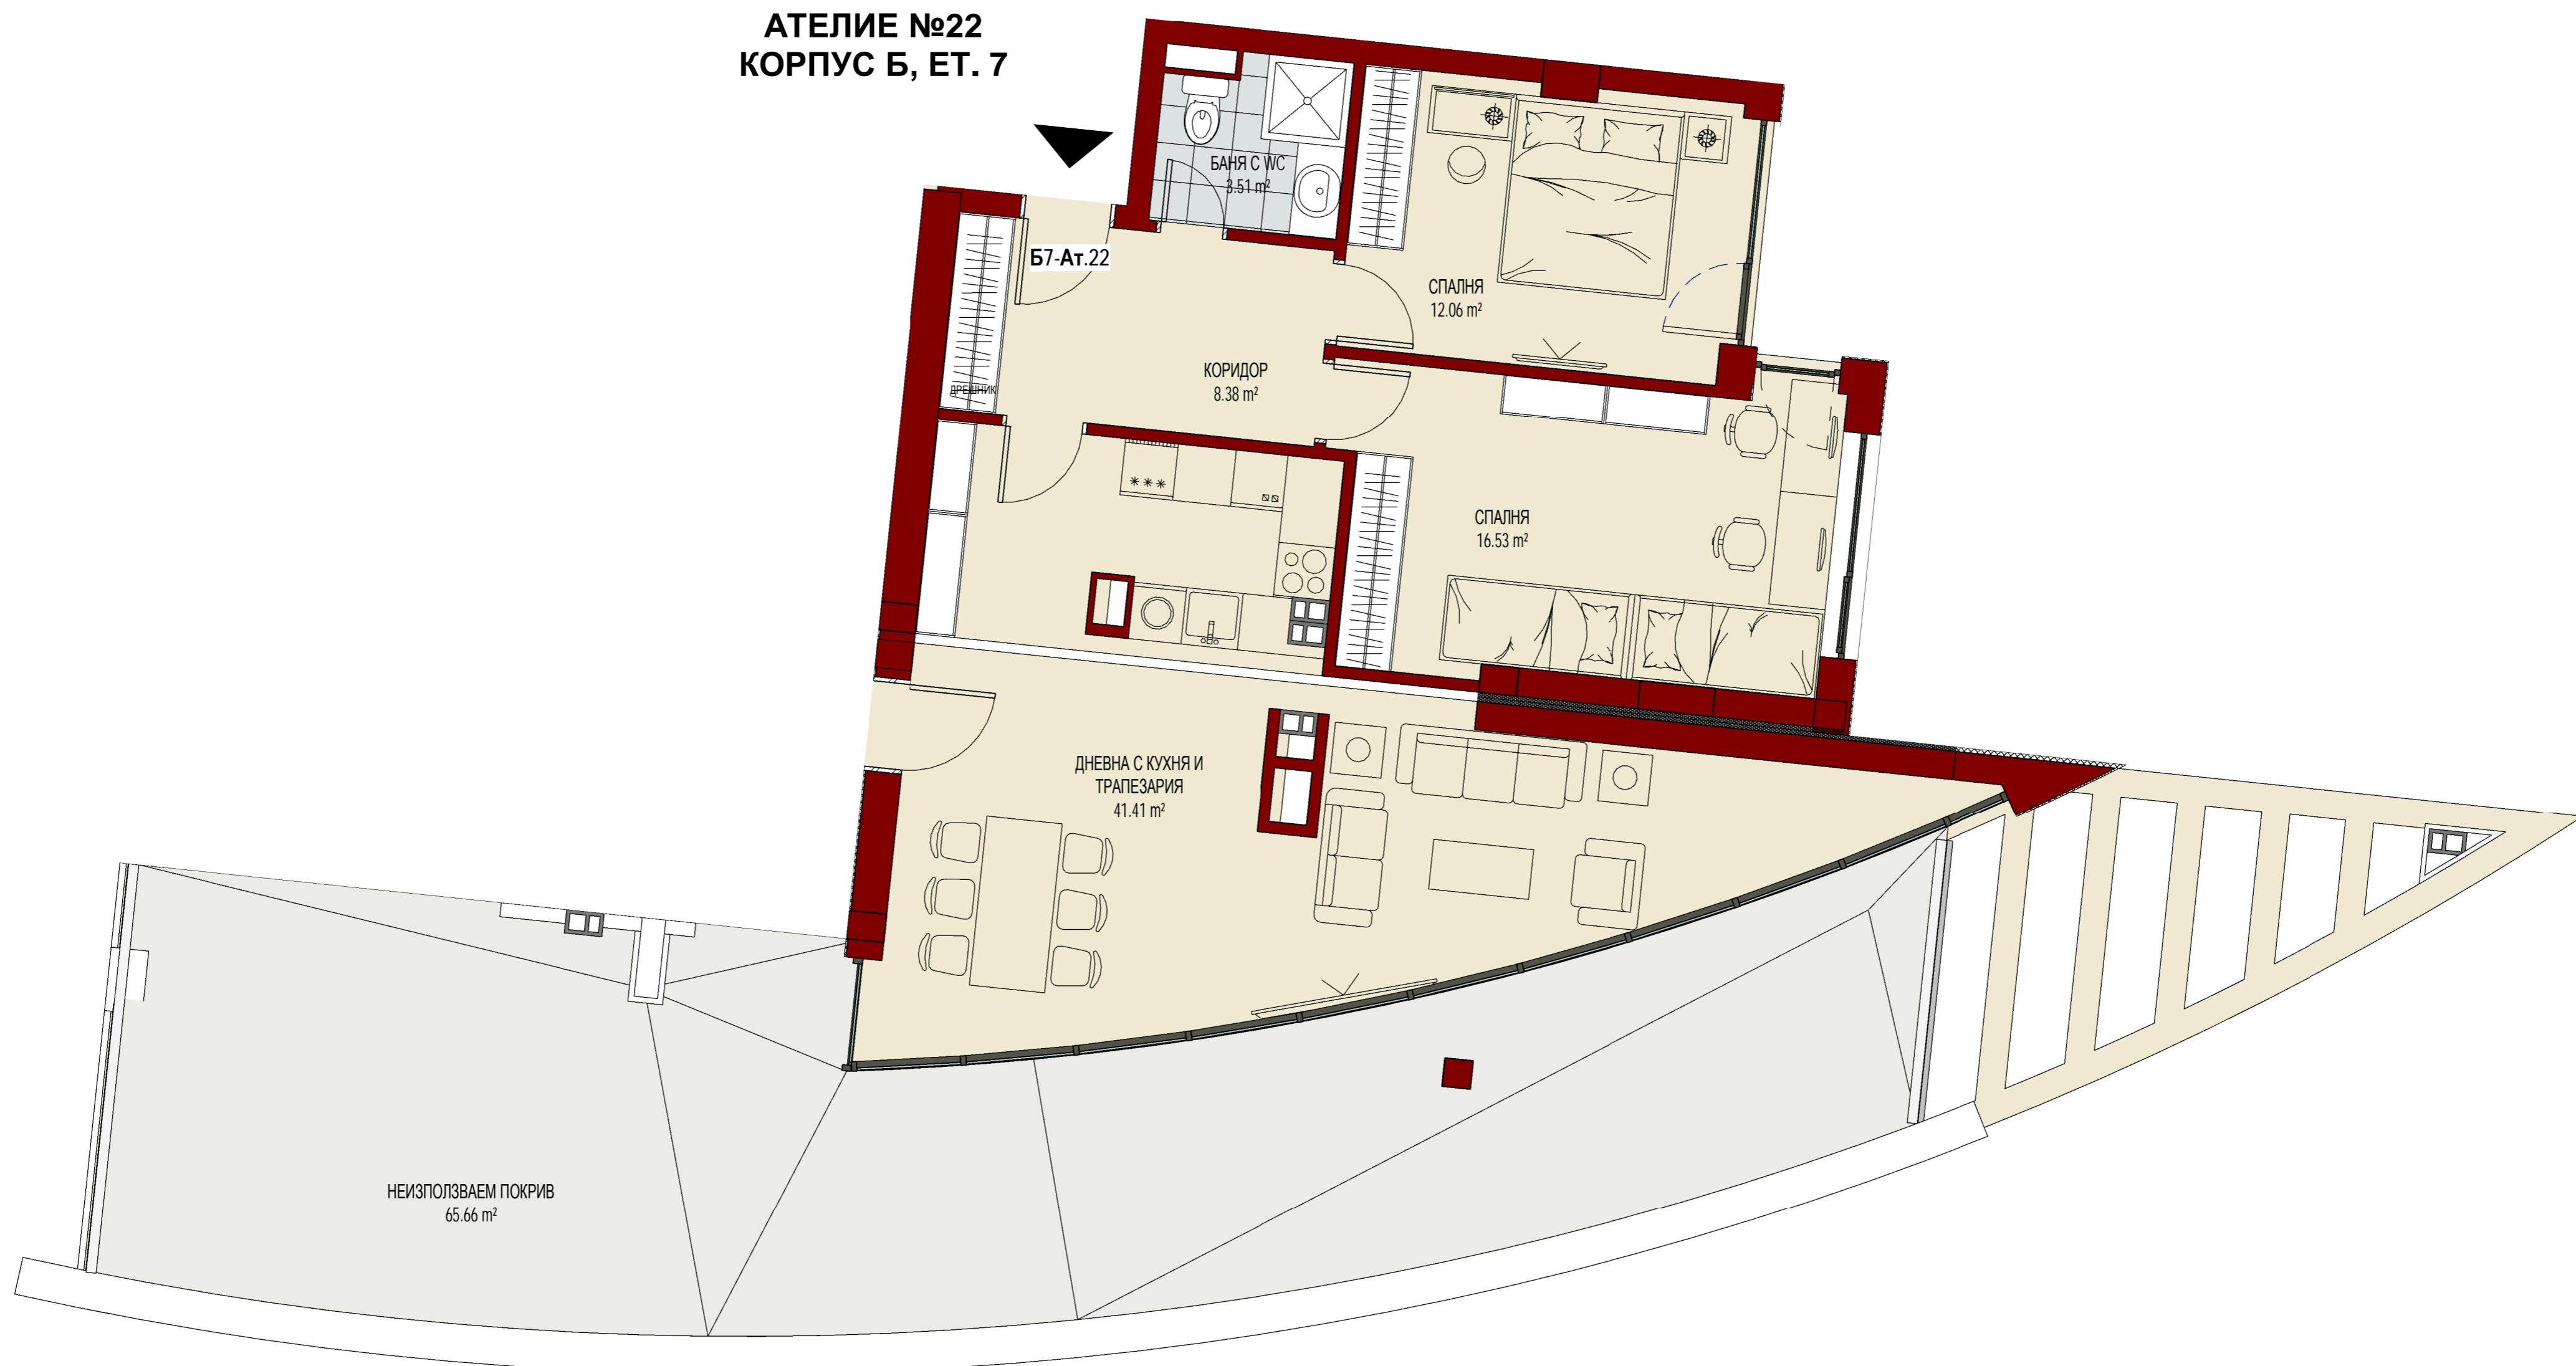 АТЕЛИЕ №22
КОРПУС Б, ЕТ. 7
БАНЯ С WC
3.51 m²
Б7-Ат.22
СПАЛНЯ
12.06 m²
КОРИДОР
8.38 m²
ДРЕШНИК
СПАЛНЯ
16.53 m²
ДНЕВНА С КУХНЯ И
ТРАПЕЗАРИЯ
41.41 m²
НЕИЗПОЛЗВАЕМ ПОКРИВ
65.66 m²